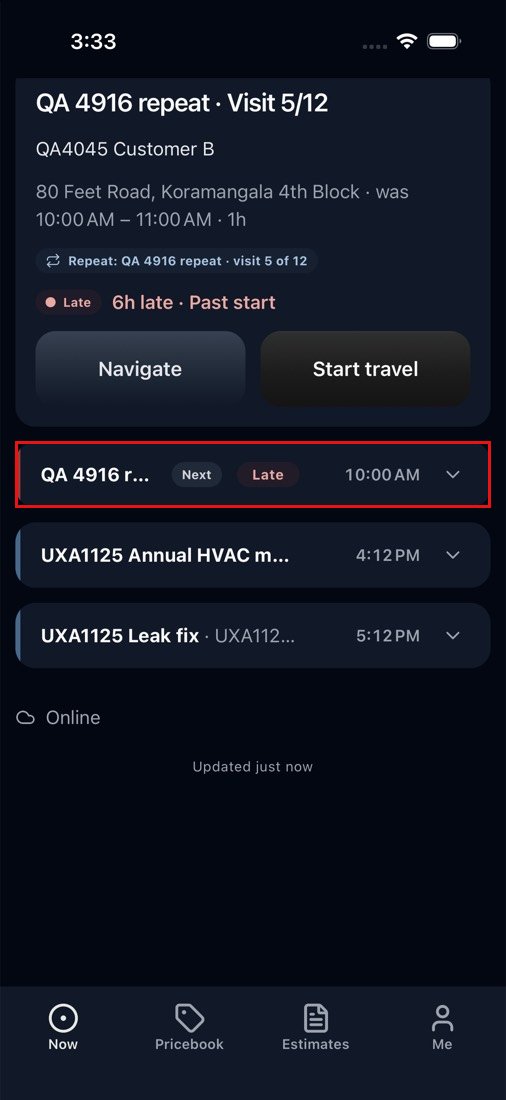 3:33
QA 4916 repeat · Visit 5/12
QA4045 Customer B
80 Feet Road, Koramangala 4th Block · was
10:00 AM – 11:00 AM · 1h
Repeat: QA 4916 repeat · visit 5 of 12
Late 6h late · Past start
Navigate Start travel
QA 4916 r... Next Late 10:00 AM
UXA1125 Annual HVAC m... 4:12 PM
UXA1125 Leak fix · UXA112... 5:12 PM
Online
Updated just now
Now Pricebook Estimates Me